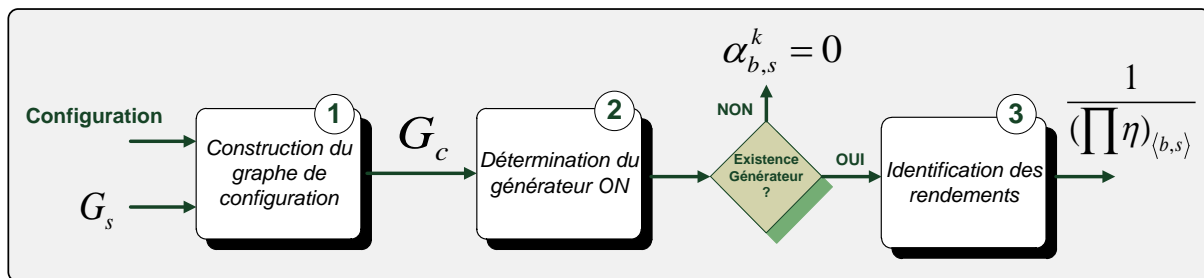 Configuration
G_s
1
Construction du
graphe de
configuration
G_c
2
Détermination du
générateur ON
α^k_{b,s} = 0
NON
Existence
Générateur
?
OUI
3
Identification des
rendements
1
(∏ η)_{⟨b,s⟩}